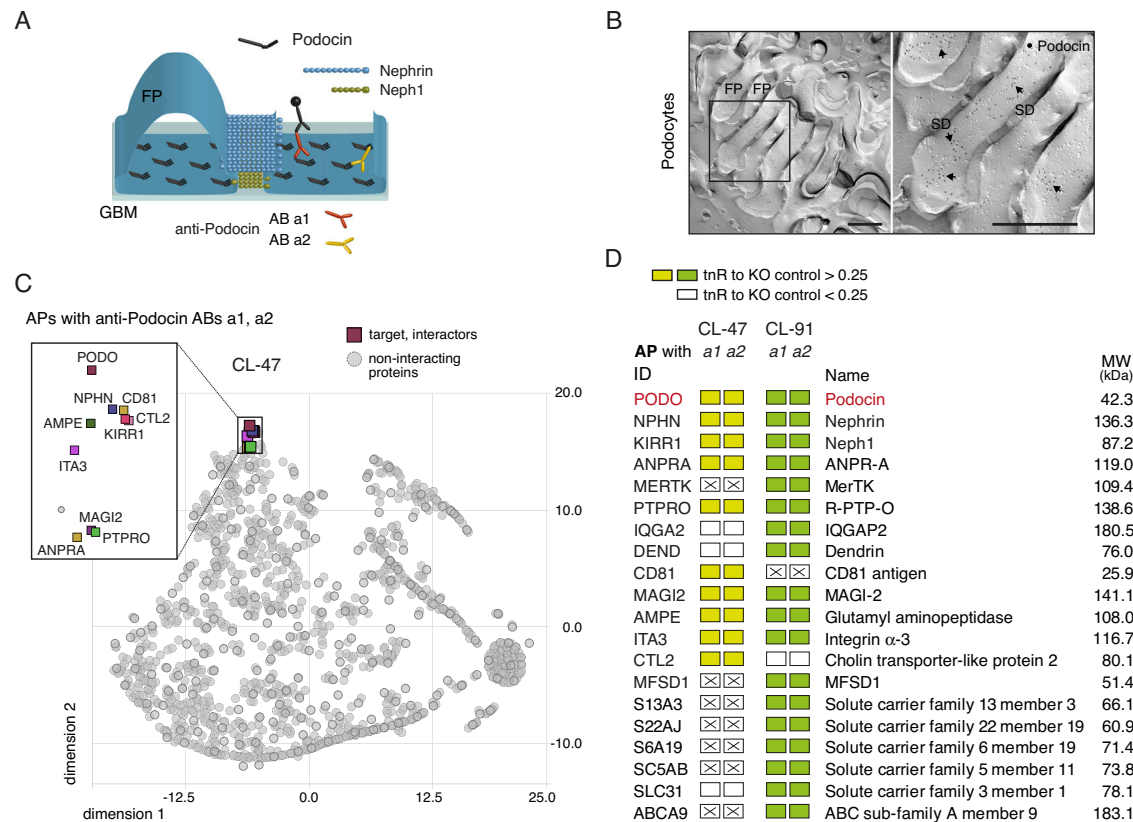 A
Podocin
Nephrin
Neph1
FP
GBM
anti-Podocin
AB a1
AB a2
B
Podocytes
FP FP
Podocin
SD
SD
C
APs with anti-Podocin ABs a1, a2
target, interactors
non-interacting
proteins
CL-47
PODO
NPHN CD81
AMPE CTL2
KIRR1
ITA3
MAGI2
PTPRO
ANPRA
20.0
10.0
0.0
-10.0
-12.5 0.0 12.5 25.0
dimension 1
dimension 2
D
tnR to KO control > 0.25
tnR to KO control < 0.25
CL-47 CL-91
AP with a1 a2 a1 a2 MW
ID Name (kDa)
PODO Podocin 42.3
NPHN Nephrin 136.3
KIRR1 Neph1 87.2
ANPRA ANPR-A 119.0
MERTK MerTK 109.4
PTPRO R-PTP-O 138.6
IQGA2 IQGAP2 180.5
DEND Dendrin 76.0
CD81 CD81 antigen 25.9
MAGI2 MAGI-2 141.1
AMPE Glutamyl aminopeptidase 108.0
ITA3 Integrin α-3 116.7
CTL2 Cholin transporter-like protein 2 80.1
MFSD1 MFSD1 51.4
S13A3 Solute carrier family 13 member 3 66.1
S22AJ Solute carrier family 22 member 19 60.9
S6A19 Solute carrier family 6 member 19 71.4
SC5AB Solute carrier family 5 member 11 73.8
SLC31 Solute carrier family 3 member 1 78.1
ABCA9 ABC sub-family A member 9 183.1